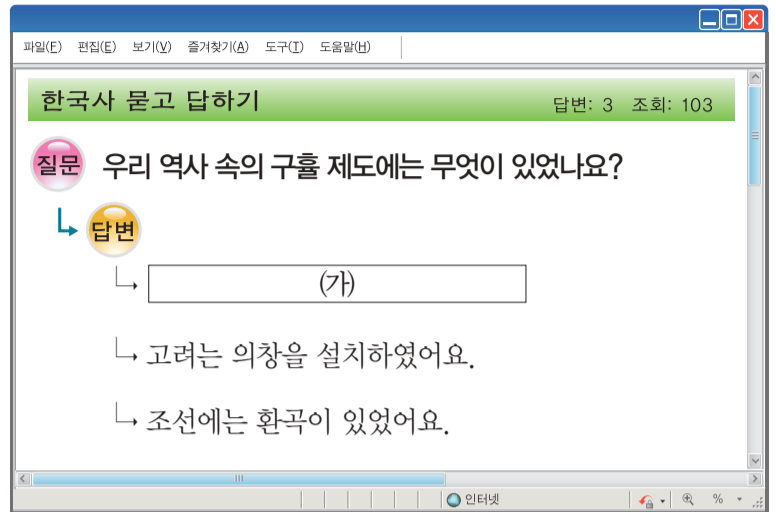 파일(F) 편집(E) 보기(V) 즐겨찾기(A) 도구(T) 도움말(H)
한국사 묻고 답하기 답변: 3 조회: 103
질문 우리 역사 속의 구휼 제도에는 무엇이 있었나요?
답변
(가)
고려는 의창을 설치하였어요.
조선에는 환곡이 있었어요.
인터넷 %